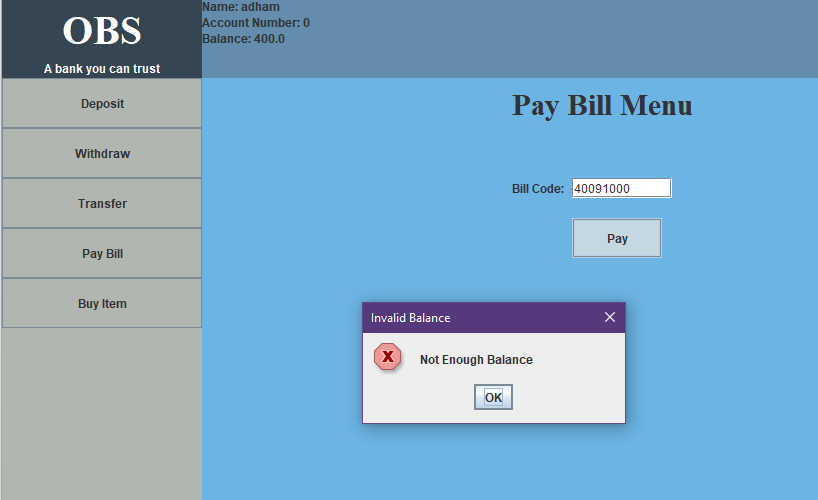 OBS
A bank you can trust
Name: adham
Account Number: 0
Balance: 400.0
Deposit
Withdraw
Transfer
Pay Bill
Buy Item
Pay Bill Menu
Bill Code: 40091000
Pay
Invalid Balance
Not Enough Balance
OK